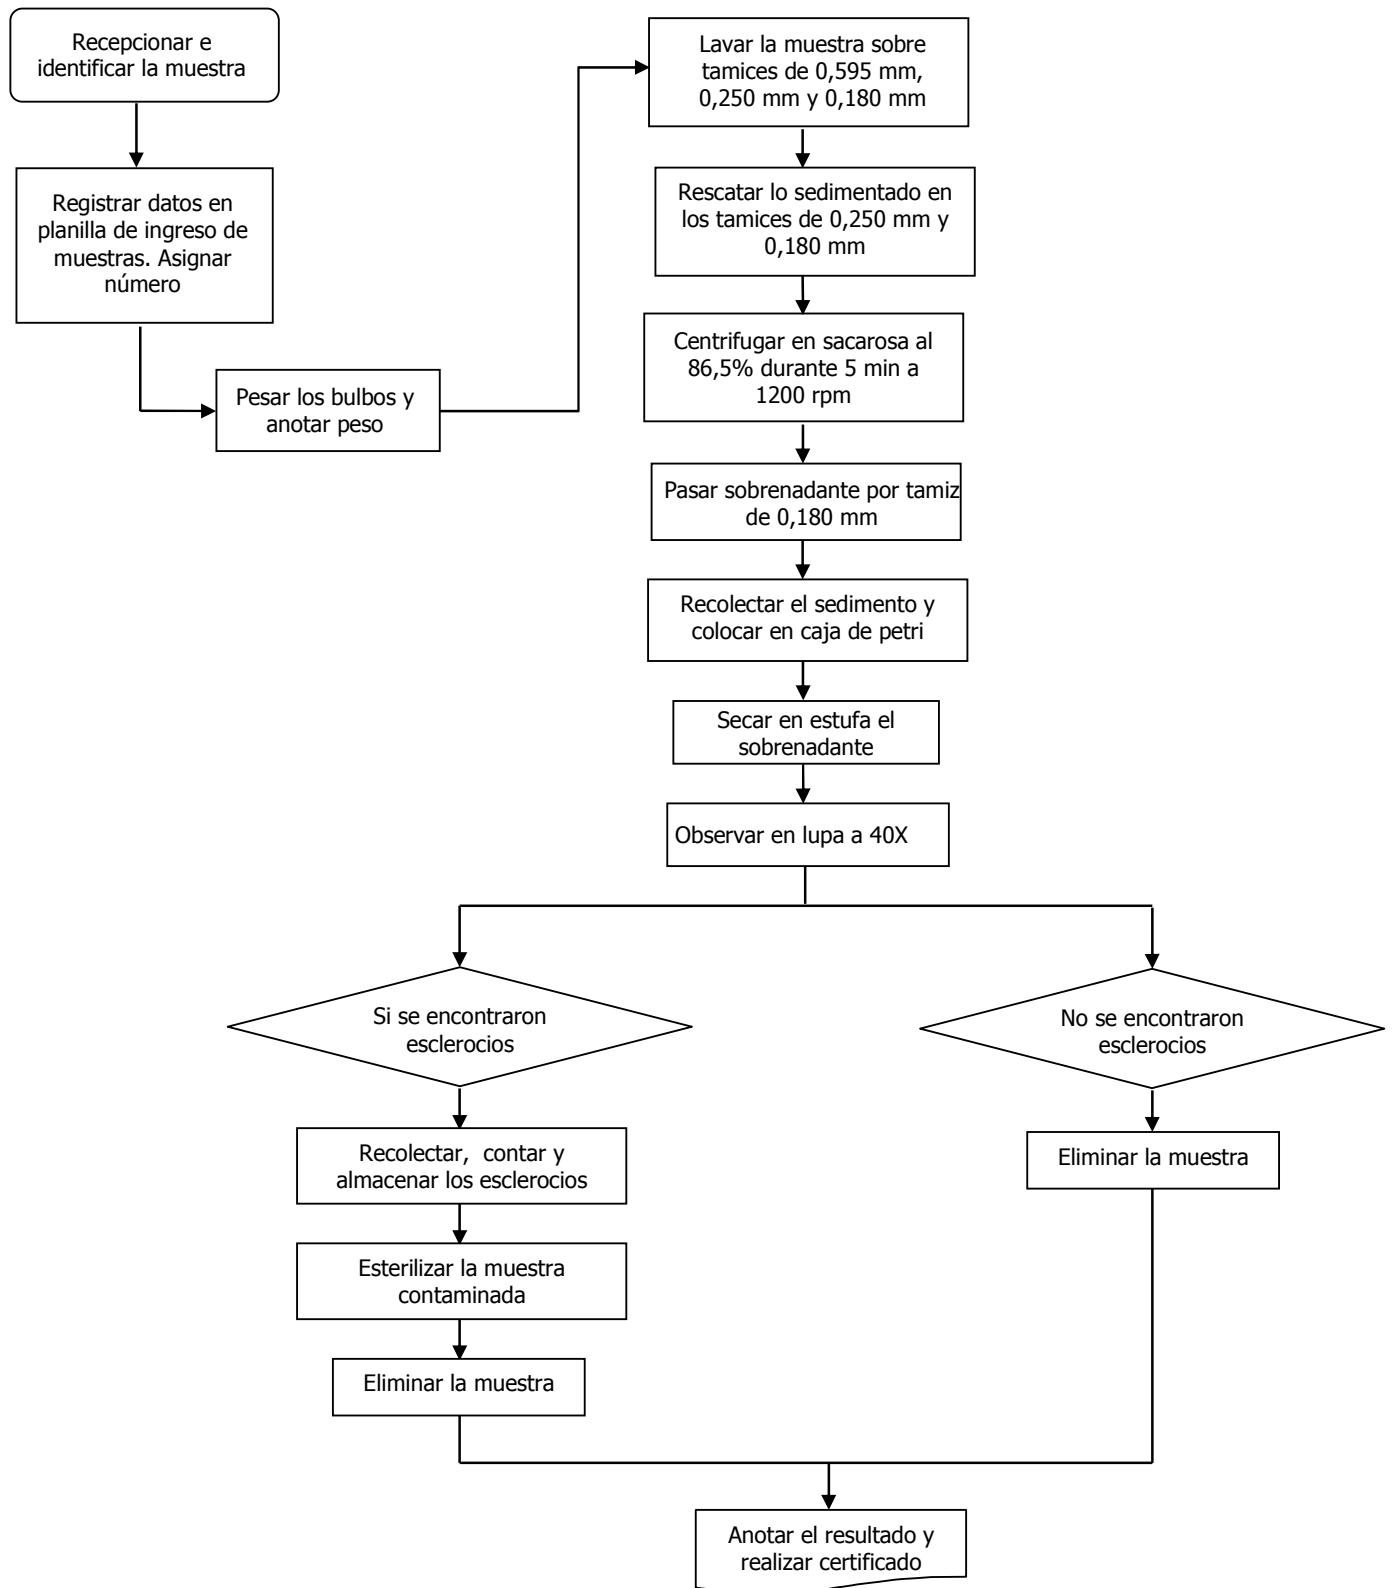 Recepcionar e
identificar la muestra
Registrar datos en
planilla de ingreso de
muestras. Asignar
número
Pesar los bulbos y
anotar peso
Lavar la muestra sobre
tamices de 0,595 mm,
0,250 mm y 0,180 mm
Rescatar lo sedimentado en
los tamices de 0,250 mm y
0,180 mm
Centrifugar en sacarosa al
86,5% durante 5 min a
1200 rpm
Pasar sobrenadante por tamiz
de 0,180 mm
Recolectar el sedimento y
colocar en caja de petri
Secar en estufa el
sobrenadante
Observar en lupa a 40X
Si se encontraron
esclerocios
Recolectar, contar y
almacenar los esclerocios
Esterilizar la muestra
contaminada
Eliminar la muestra
No se encontraron
esclerocios
Eliminar la muestra
Anotar el resultado y
realizar certificado